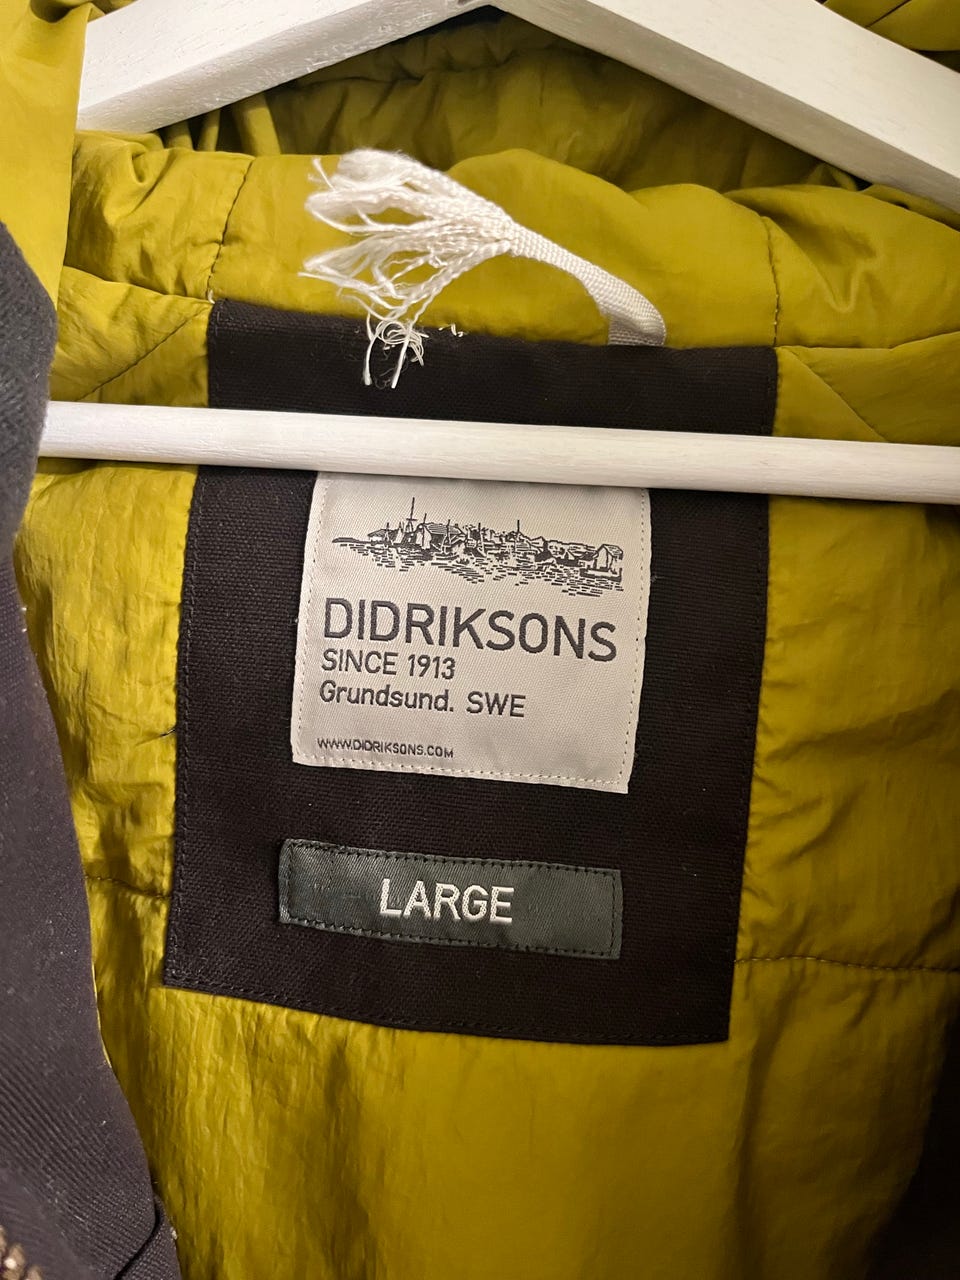 DIDRIKSONS
SINCE 1913
Grundsund. SWE
WWW.DIDRIKSONS.COM
LARGE